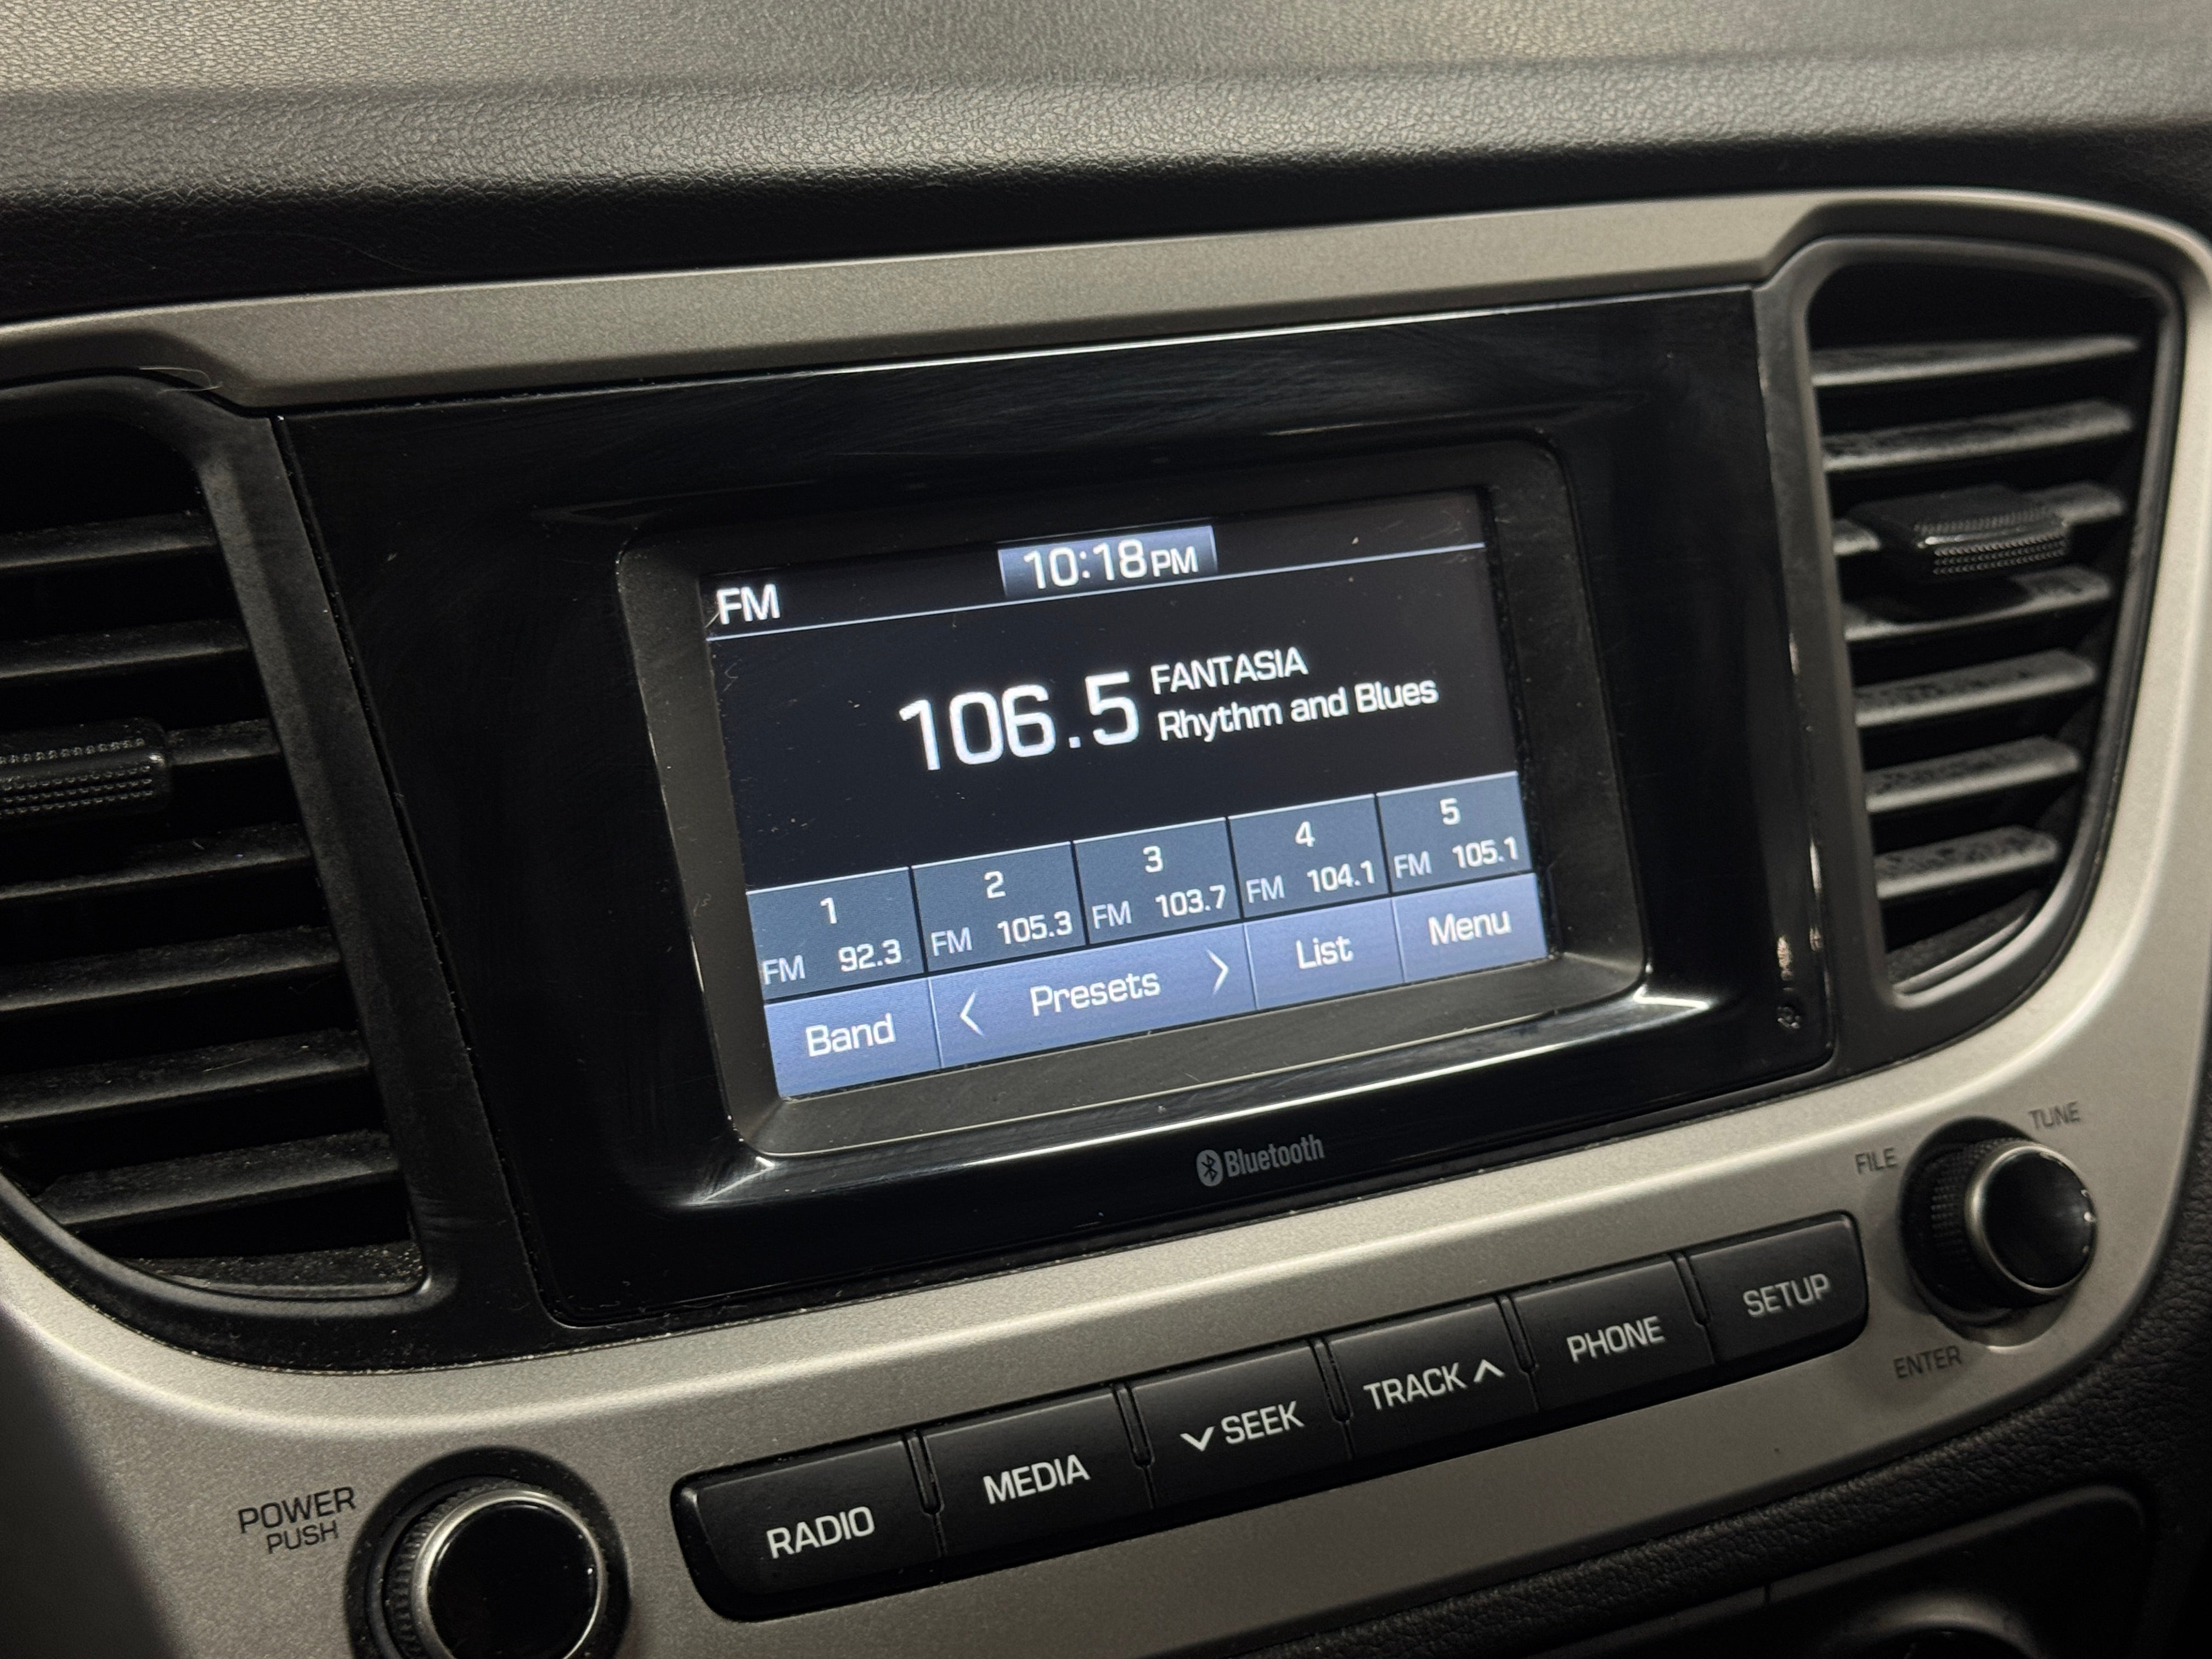 10:18 PM
FM
106.5
FANTASIA
Rhythm and Blues
1
FM 92.3
2
FM 105.3
3
FM 103.7
4
FM 104.1
5
FM 105.1
Band
< Presets >
List
Menu
Bluetooth
FILE
TUNE
ENTER
POWER
PUSH
RADIO
MEDIA
SEEK
TRACK
PHONE
SETUP